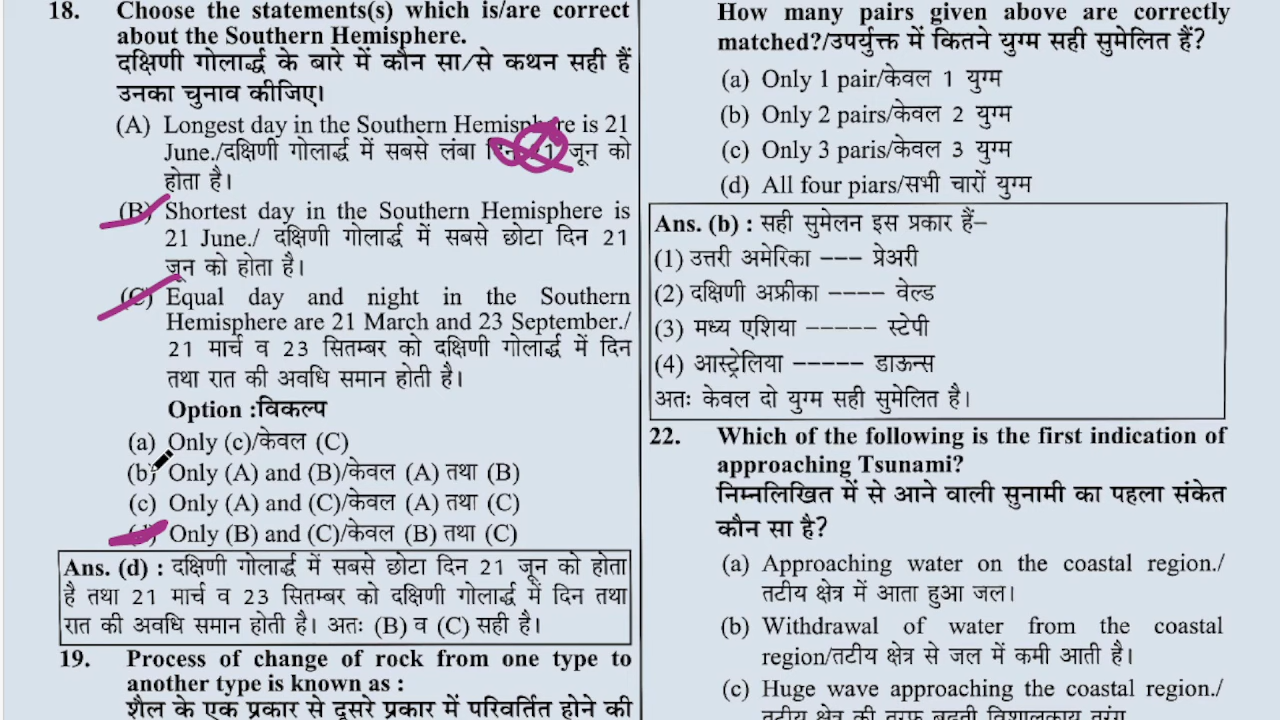 18. Choose the statements(s) which is/are correct
about the Southern Hemisphere.
दक्षिणी गोलार्द्ध के बारे में कौन सा/से कथन सही हैं
उनका चुनाव कीजिए।
(A) Longest day in the Southern Hemisphere is 21
June./दक्षिणी गोलार्द्ध में सबसे लंबा दिन 21 जून को
होता है।
(B) Shortest day in the Southern Hemisphere is
21 June./ दक्षिणी गोलार्द्ध में सबसे छोटा दिन 21
जून को होता है।
(C) Equal day and night in the Southern
Hemisphere are 21 March and 23 September./
21 मार्च व 23 सितम्बर को दक्षिणी गोलार्द्ध में दिन
तथा रात की अवधि समान होती है।
Option :विकल्प
(a) Only (c)/केवल (C)
(b) Only (A) and (B)/केवल (A) तथा (B)
(c) Only (A) and (C)/केवल (A) तथा (C)
(d) Only (B) and (C)/केवल (B) तथा (C)
Ans. (d) : दक्षिणी गोलार्द्ध में सबसे छोटा दिन 21 जून को होता
है तथा 21 मार्च व 23 सितम्बर को दक्षिणी गोलार्द्ध में दिन तथा
रात की अवधि समान होती है। अतः (B) व (C) सही है।
19. Process of change of rock from one type to
another type is known as :
शैल के एक प्रकार से दूसरे प्रकार में परिवर्तित होने की
How many pairs given above are correctly
matched?/उपर्युक्त में कितने युग्म सही सुमेलित हैं?
(a) Only 1 pair/केवल 1 युग्म
(b) Only 2 pairs/केवल 2 युग्म
(c) Only 3 paris/केवल 3 युग्म
(d) All four piars/सभी चारों युग्म
Ans. (b) : सही सुमेलन इस प्रकार हैं–
(1) उत्तरी अमेरिका --- प्रेअरी
(2) दक्षिणी अफ्रीका ---- वेल्ड
(3) मध्य एशिया ----- स्टेपी
(4) आस्ट्रेलिया ----- डाऊन्स
अतः केवल दो युग्म सही सुमेलित है।
22. Which of the following is the first indication of
approaching Tsunami?
निम्नलिखित में से आने वाली सुनामी का पहला संकेत
कौन सा है?
(a) Approaching water on the coastal region./
तटीय क्षेत्र में आता हुआ जल।
(b) Withdrawal of water from the coastal
region/तटीय क्षेत्र से जल में कमी आती है।
(c) Huge wave approaching the coastal region./
तटीय क्षेत्र की तरफ बढ़ती विशालकाय तरंग